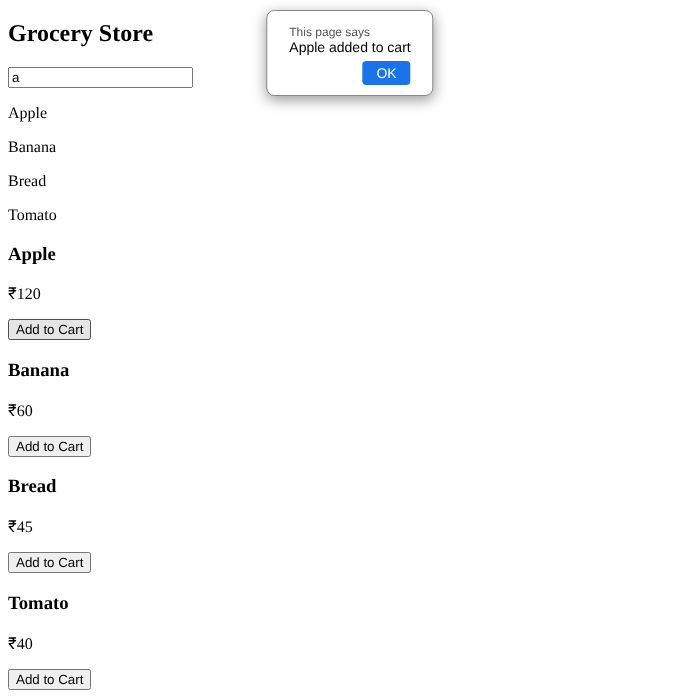 Grocery Store
This page says
Apple added to cart
OK
a
Apple
Banana
Bread
Tomato
Apple
₹120
Add to Cart
Banana
₹60
Add to Cart
Bread
₹45
Add to Cart
Tomato
₹40
Add to Cart